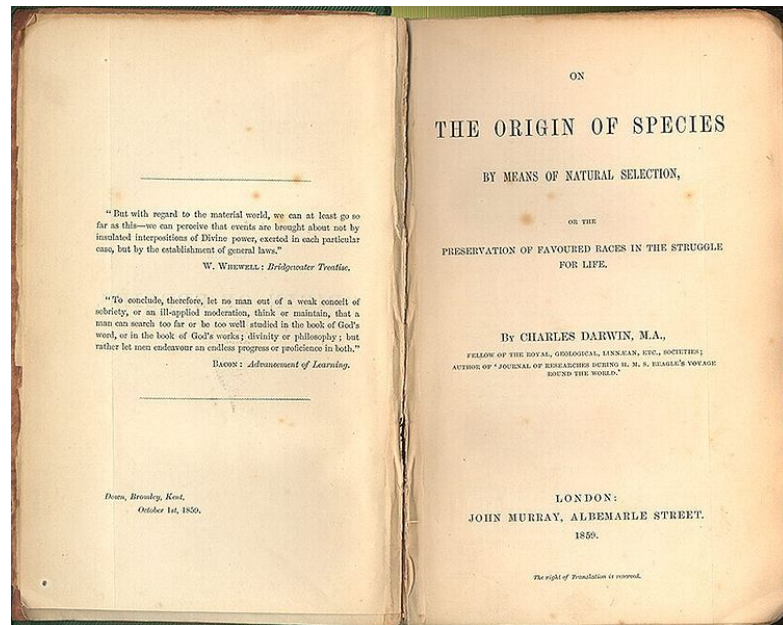 "But with regard to the material world, we can at least go so
far as this—we can perceive that events are brought about not by
insulated interpositions of Divine power, exerted in each particular
case, but by the establishment of general laws."
W. WHEWELL: Bridgewater Treatise.
"To conclude, therefore, let no man out of a weak conceit of
sobriety, or an ill-applied moderation, think or maintain, that a
man can search too far or be too well studied in the book of God's
word, or in the book of God's works; divinity or philosophy; but
rather let men endeavour an endless progress or proficience in both."
BACON: Advancement of Learning.
Down, Bromley, Kent,
October 1st, 1859.
ON
THE ORIGIN OF SPECIES
BY MEANS OF NATURAL SELECTION,
OR THE
PRESERVATION OF FAVOURED RACES IN THE STRUGGLE
FOR LIFE.
BY CHARLES DARWIN, M.A.,
FELLOW OF THE ROYAL, GEOLOGICAL, LINNÆAN, ETC., SOCIETIES;
AUTHOR OF 'JOURNAL OF RESEARCHES DURING H. M. S. BEAGLE'S VOYAGE
ROUND THE WORLD.'
LONDON:
JOHN MURRAY, ALBEMARLE STREET.
1859.
The right of Translation is reserved.